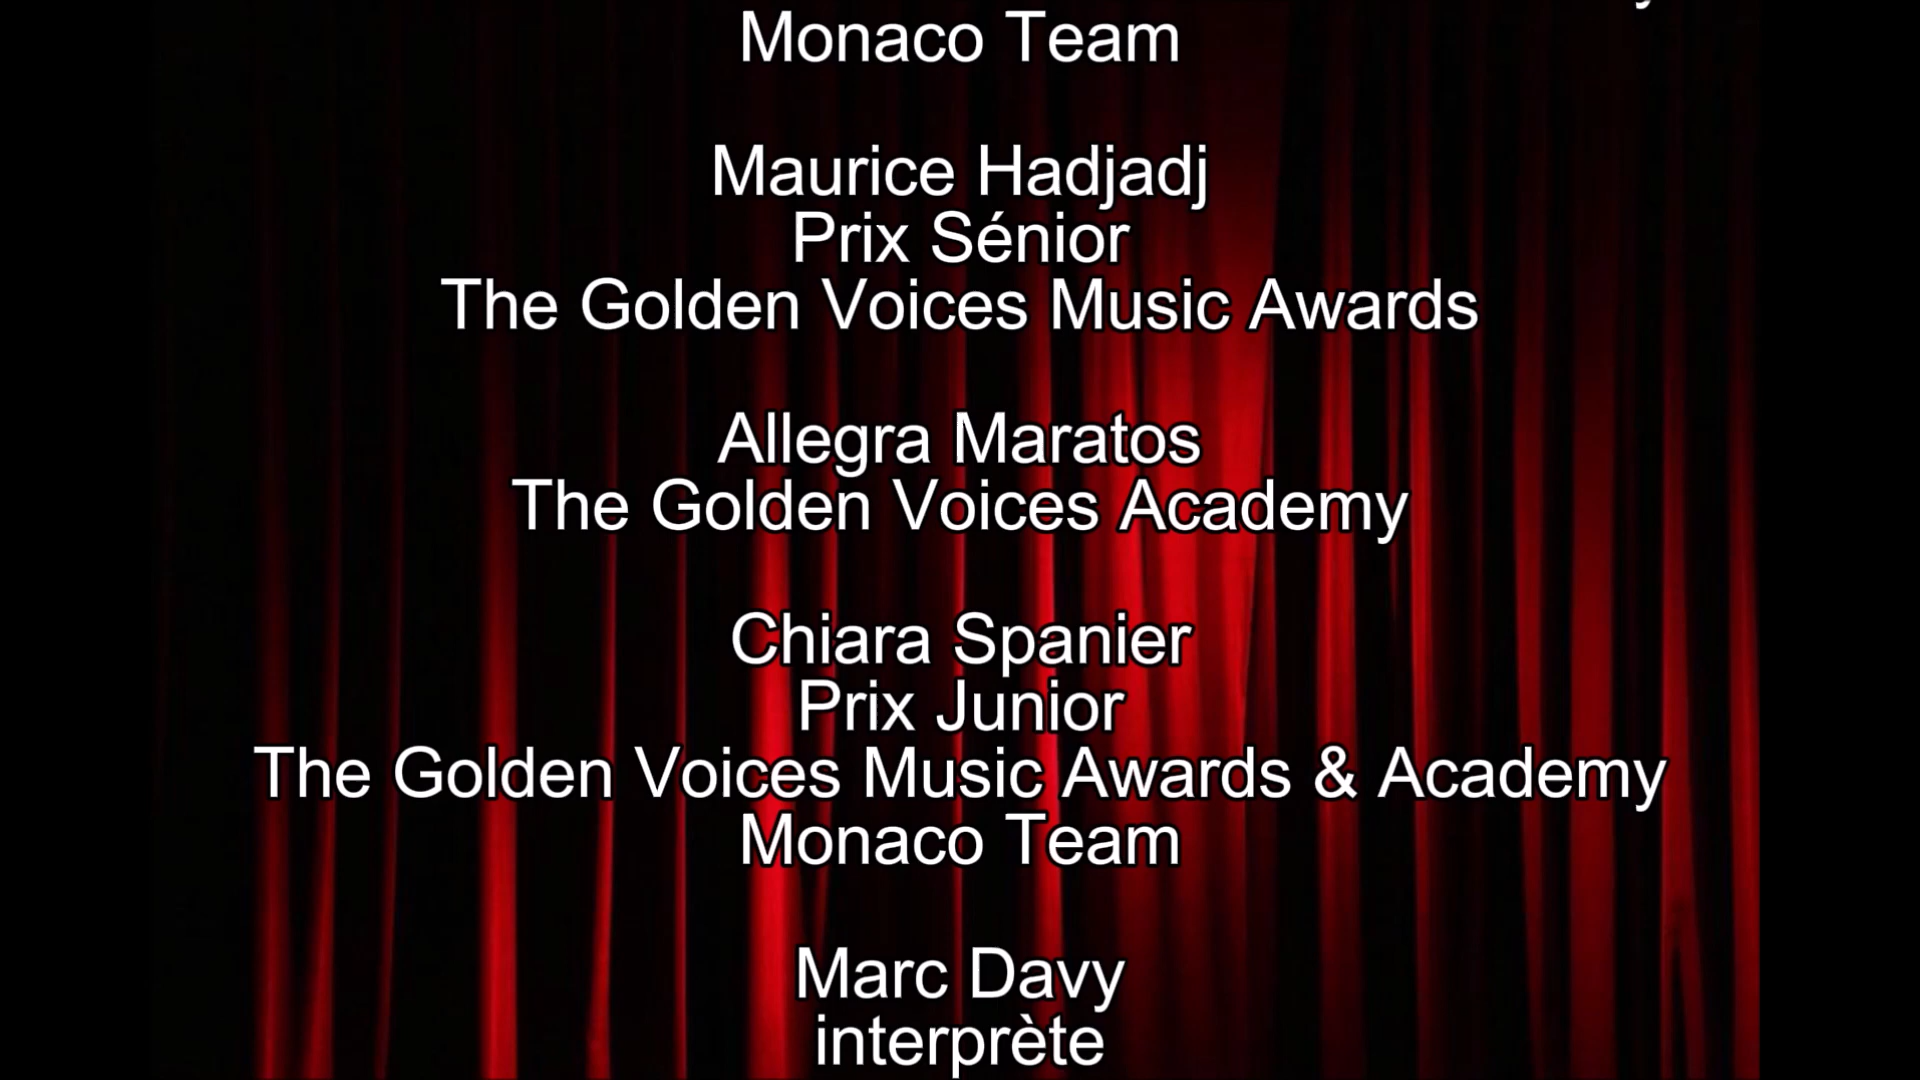 Monaco Team
Maurice Hadjadj
Prix Sénior
The Golden Voices Music Awards
Allegra Maratos
The Golden Voices Academy
Chiara Spanier
Prix Junior
The Golden Voices Music Awards & Academy
Monaco Team
Marc Davy
interprète